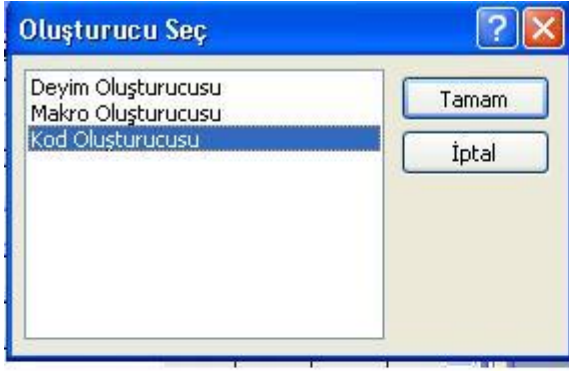 Oluşturucu Seç
Deyim Oluşturucusu
Makro Oluşturucusu
Kod Oluşturucusu
Tamam
İptal